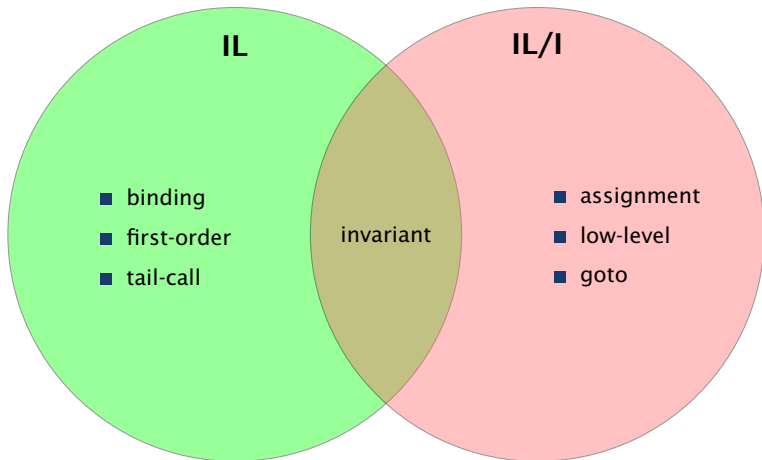 IL
IL/I
binding
first-order
tail-call
invariant
assignment
low-level
goto